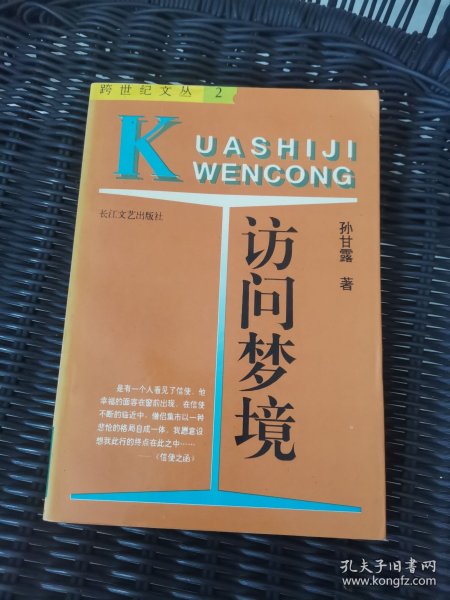 跨世纪文丛 2
KUASHIJI
WENCONG
长江文艺出版社
孙甘露 著
访问梦境
是有一个人看见了信使，他
幸福的面容在窗前出现，在信使
不断的临近中，僧侣集市以一种
悲怆的格局自成一体，我愿意设
想我此行的终点在此之中……
——《信使之函》
孔夫子旧书网
www.kongfz.com